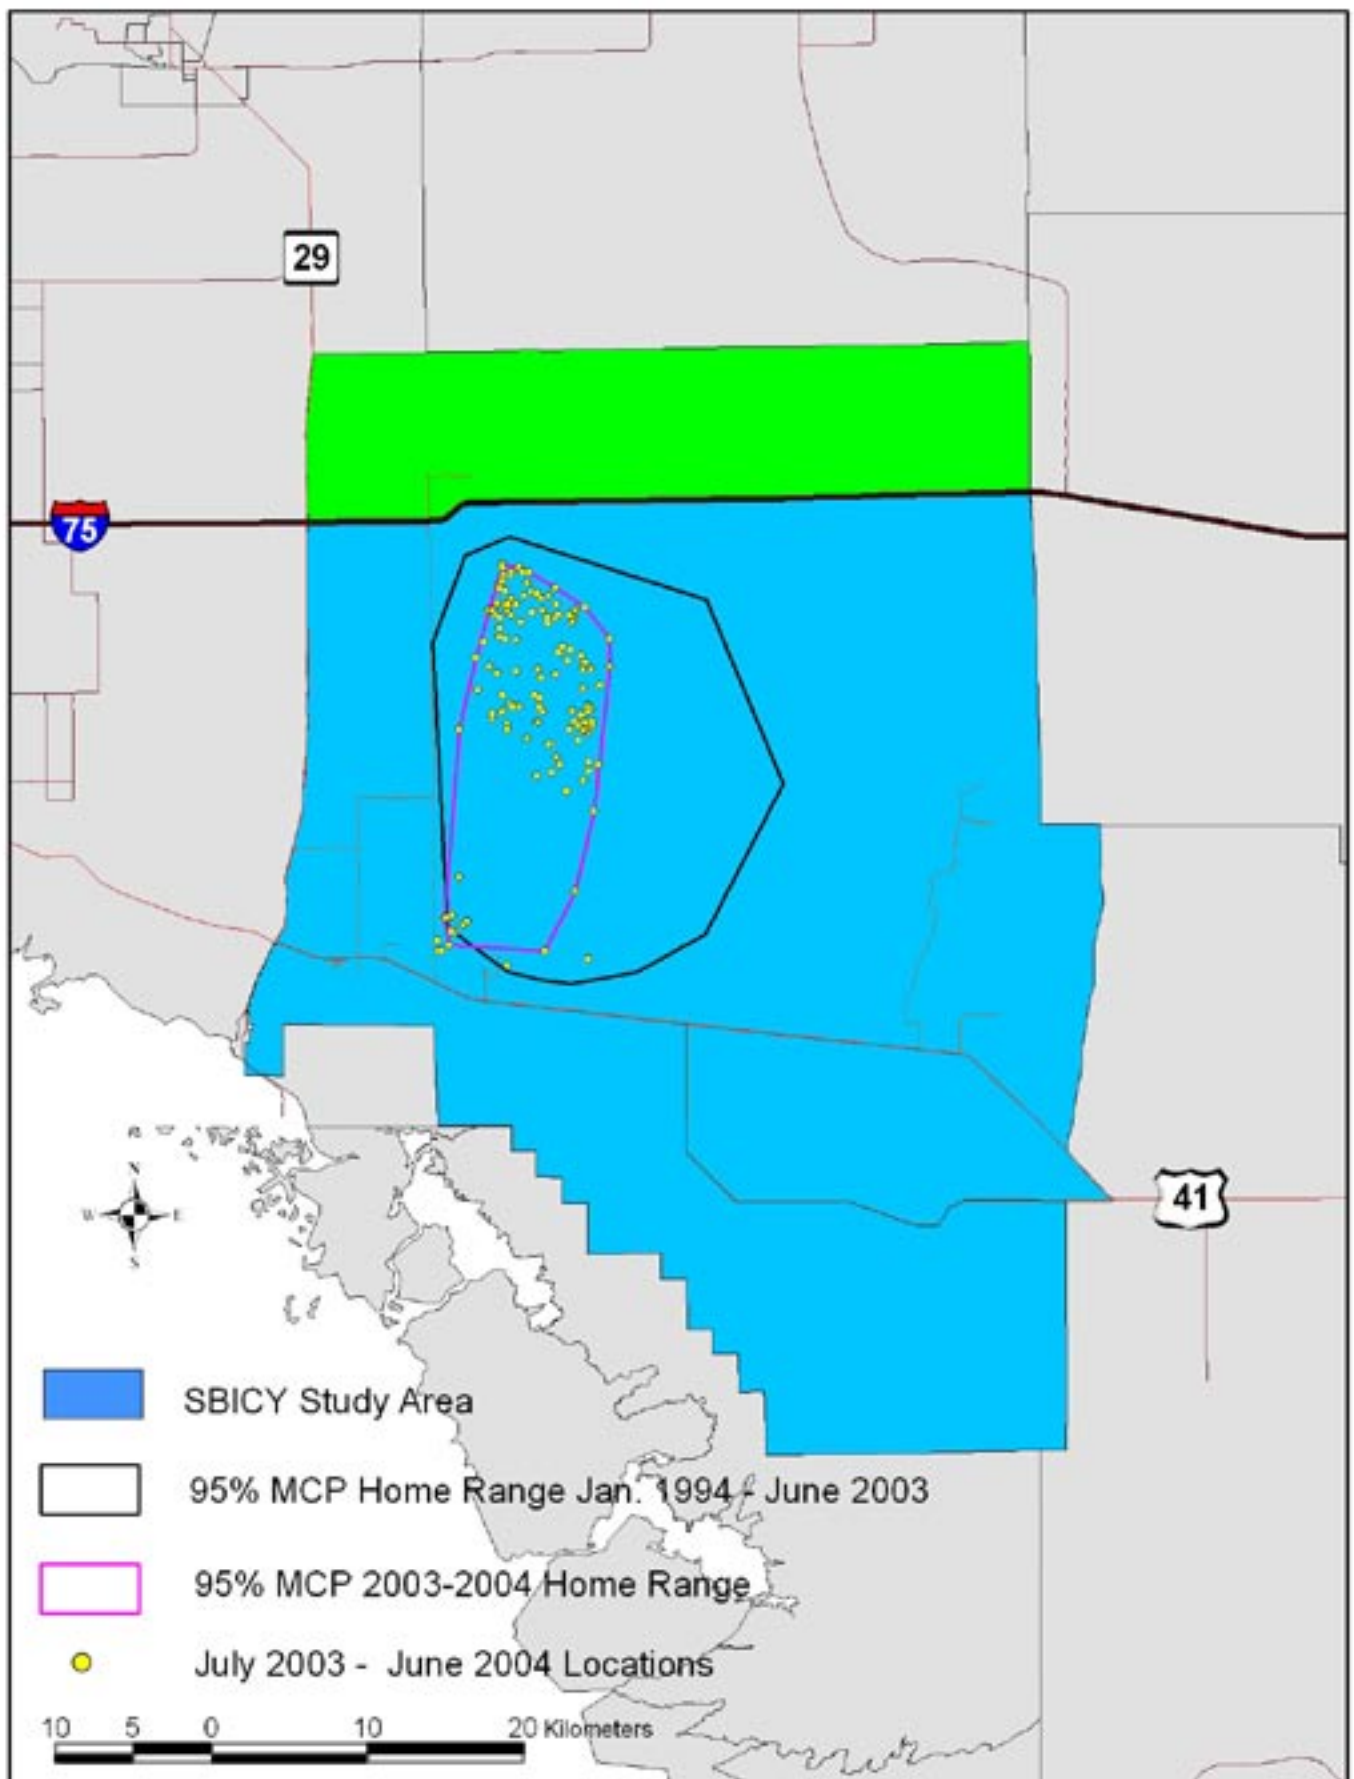 29
75
41
N
W E
S
SBICY Study Area
95% MCP Home Range Jan. 1994 - June 2003
95% MCP 2003-2004 Home Range
July 2003 - June 2004 Locations
10 5 0 10 20 Kilometers